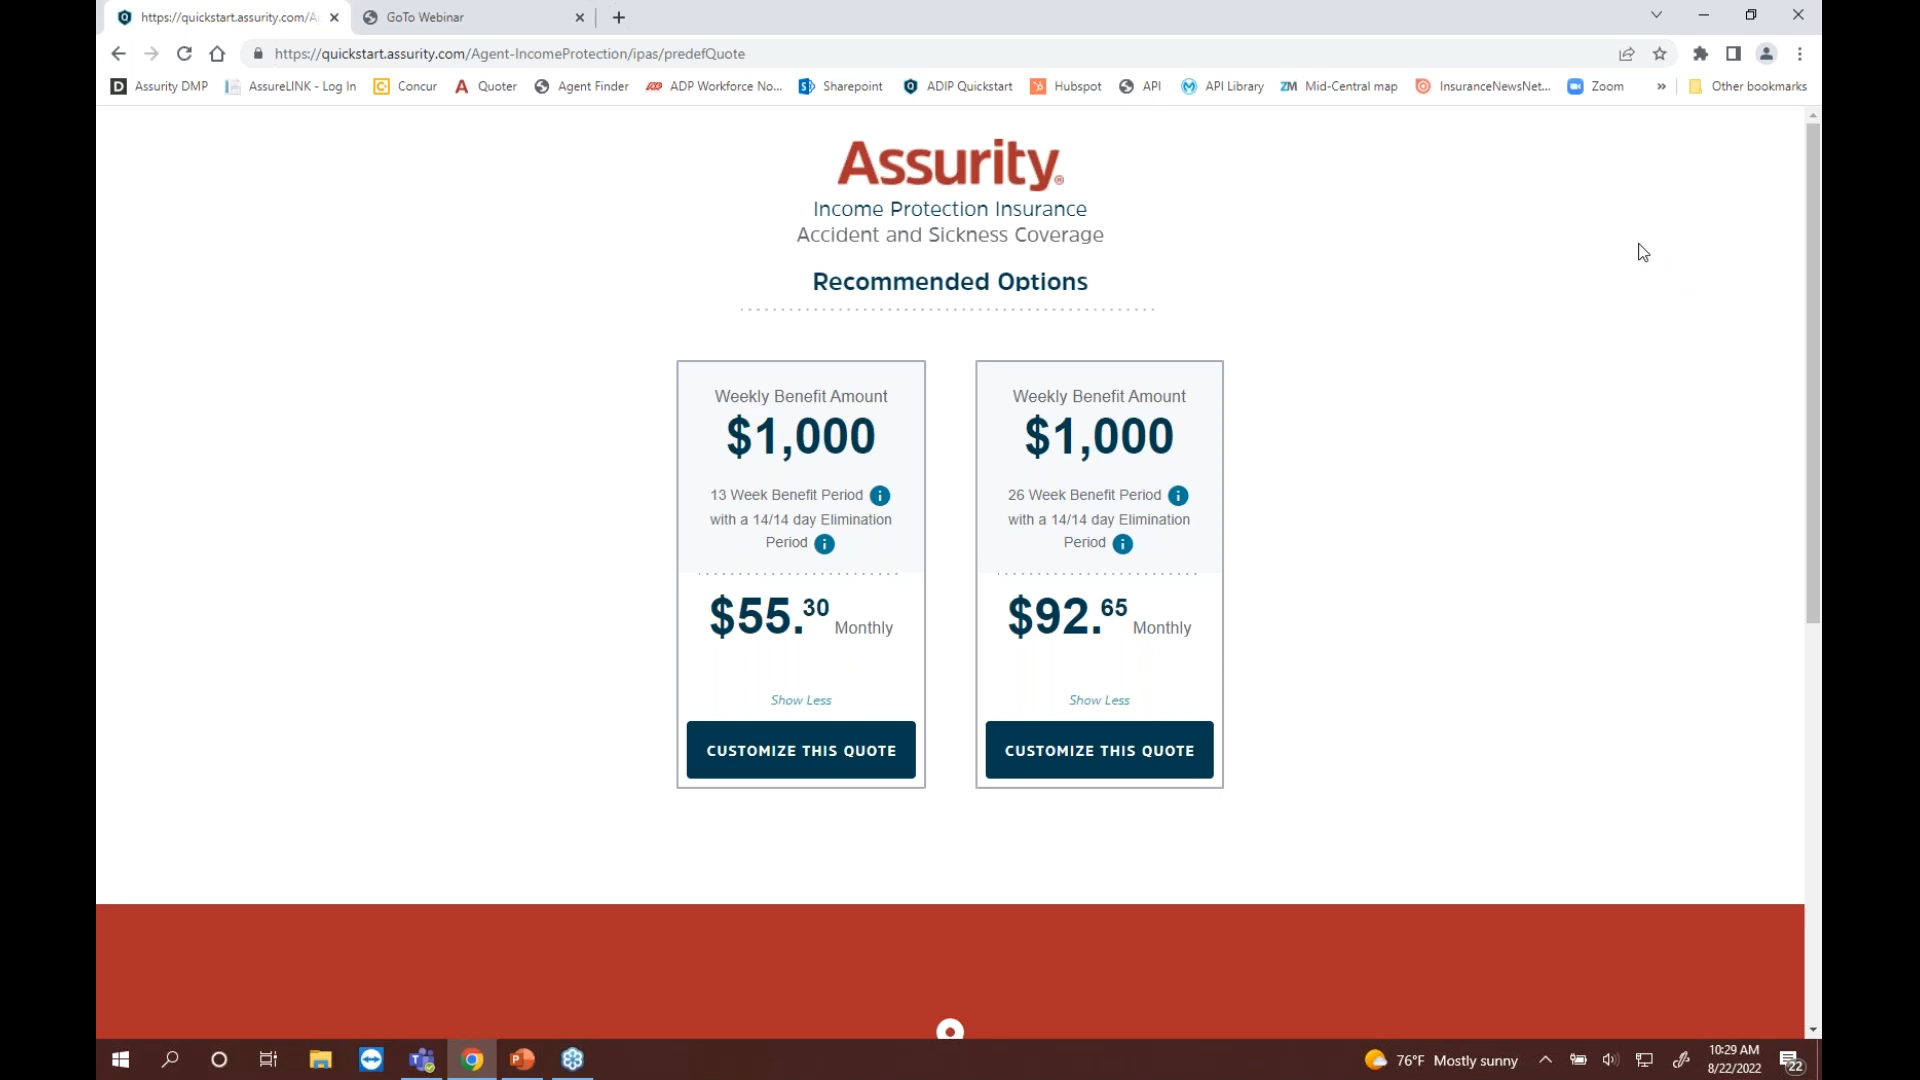 https://quickstart.assurity.com/A
GoTo Webinar
https://quickstart.assurity.com/Agent-IncomeProtection/ipas/predefQuote
Assurity DMP
AssureLINK - Log In
Concur
Quoter
Agent Finder
ADP Workforce No...
Sharepoint
ADIP Quickstart
Hubspot
API
API Library
ZM Mid-Central map
InsuranceNewsNet...
Zoom
»
Other bookmarks
Assurity®
Income Protection Insurance
Accident and Sickness Coverage
Recommended Options
Weekly Benefit Amount
$1,000
13 Week Benefit Period i
with a 14/14 day Elimination
Period i
$55.30 Monthly
Show Less
CUSTOMIZE THIS QUOTE
Weekly Benefit Amount
$1,000
26 Week Benefit Period i
with a 14/14 day Elimination
Period i
$92.65 Monthly
Show Less
CUSTOMIZE THIS QUOTE
76°F Mostly sunny
10:29 AM
8/22/2022
22